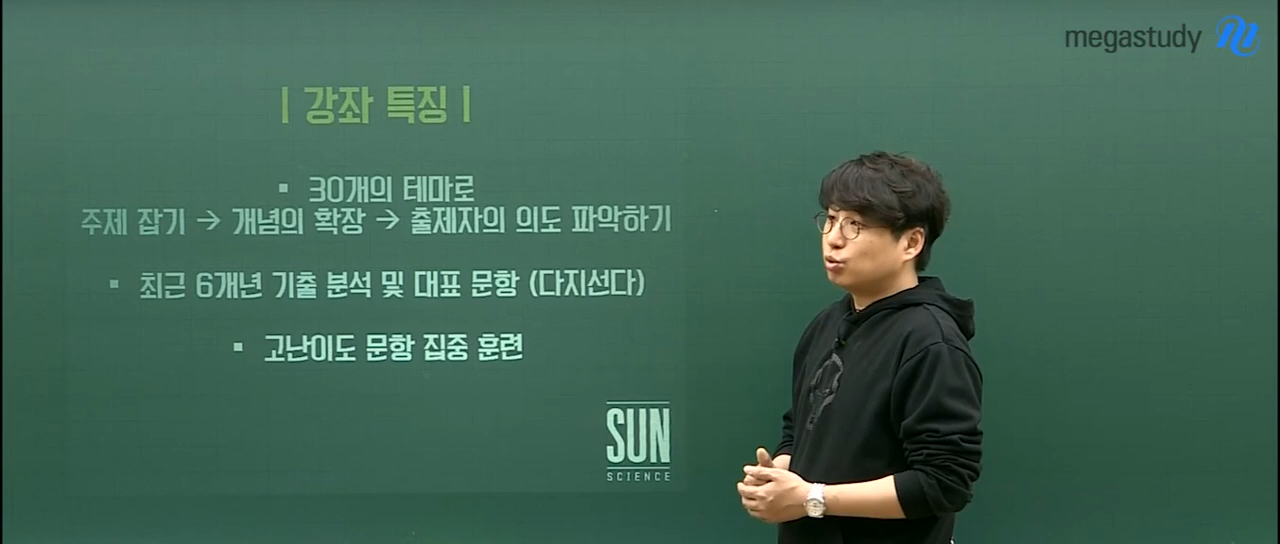 megastudy
| 강좌 특징 |
▪ 30개의 테마로
주제 잡기 → 개념의 확장 → 출제자의 의도 파악하기
▪ 최근 6개년 기출 분석 및 대표 문항 (다지선다)
▪ 고난이도 문항 집중 훈련
SUN
SCIENCE